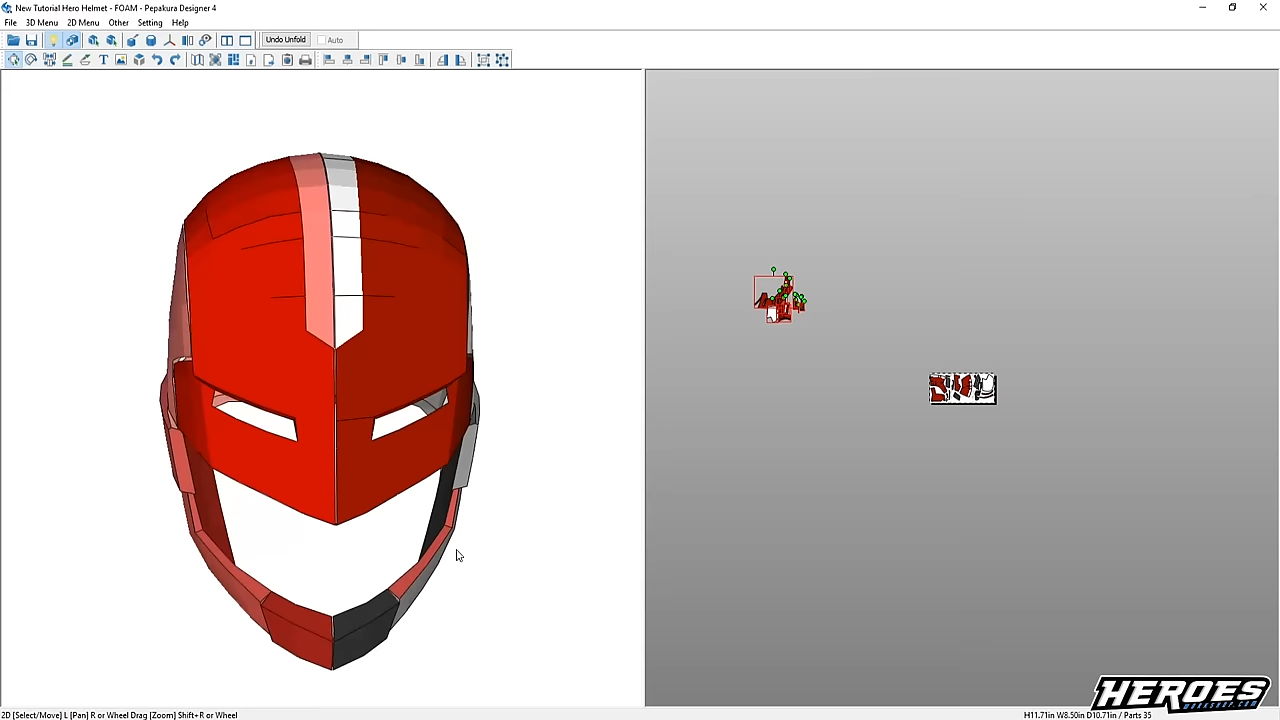 New Tutorial Hero Helmet - FOAM - Pepakura Designer 4
File 3D Menu 2D Menu Other Setting Help
Undo Unfold Auto
2D [Select/Move] L [Pan] R or Wheel Drag [Zoom] Shift+R or Wheel
H11.71in W8.50in D10.71in / Parts 35
HEROES
WORKSHOP.COM